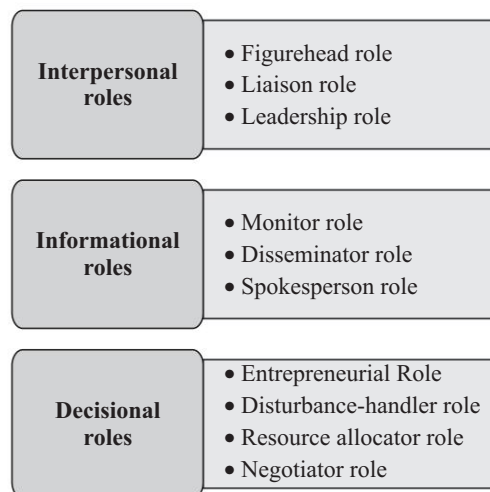 Interpersonal
roles
• Figurehead role
• Liaison role
• Leadership role
Informational
roles
• Monitor role
• Disseminator role
• Spokesperson role
Decisional
roles
• Entrepreneurial Role
• Disturbance-handler role
• Resource allocator role
• Negotiator role